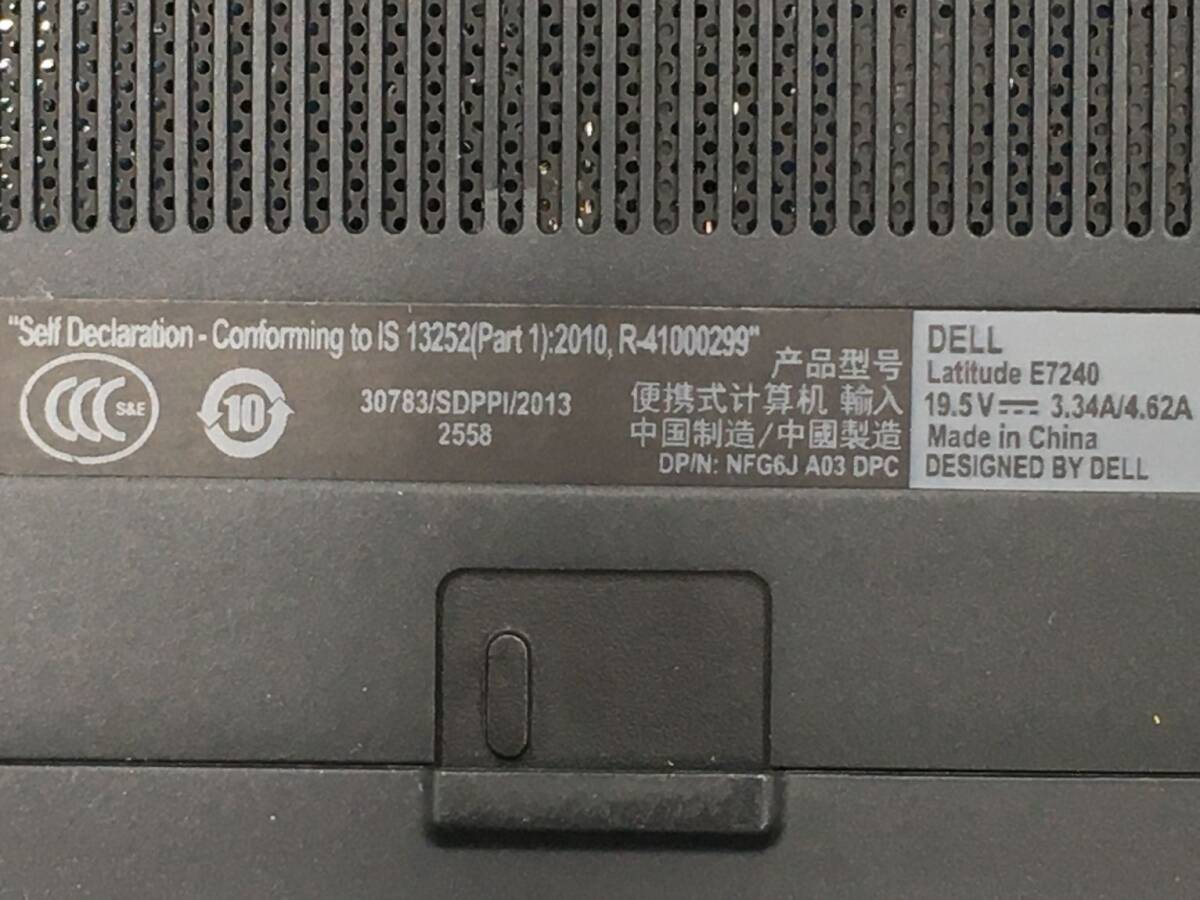 "Self Declaration - Conforming to IS 13252(Part 1):2010, R-41000299"
CCC S&E
10
30783/SDPPI/2013
2558
产品型号
便携式计算机 輸入
中国制造/中國製造
DP/N: NFG6J A03 DPC
DELL
Latitude E7240
19.5V⎓ 3.34A/4.62A
Made in China
DESIGNED BY DELL